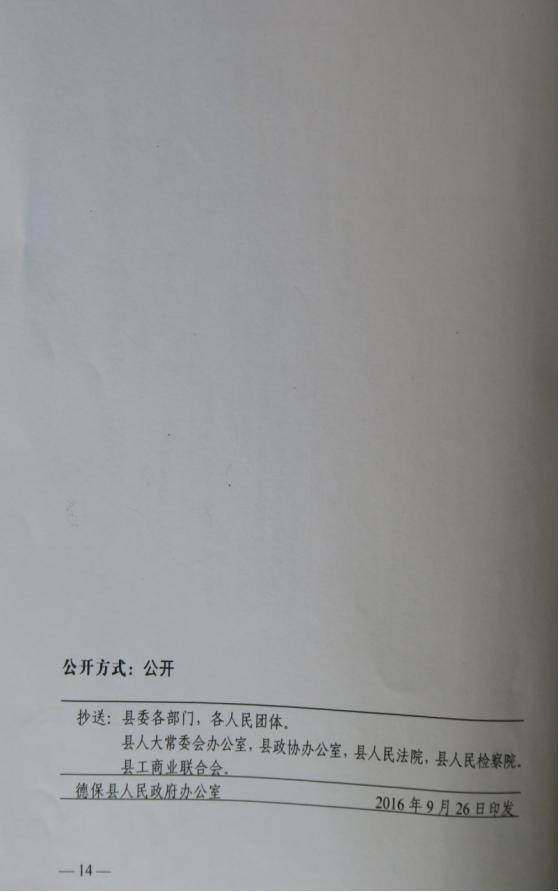 公开方式：公开
抄送：县委各部门，各人民团体。
县人大常委会办公室，县政协办公室，县人民法院，县人民检察院。
县工商业联合会。
德保县人民政府办公室 2016年9月26日印发
—14—